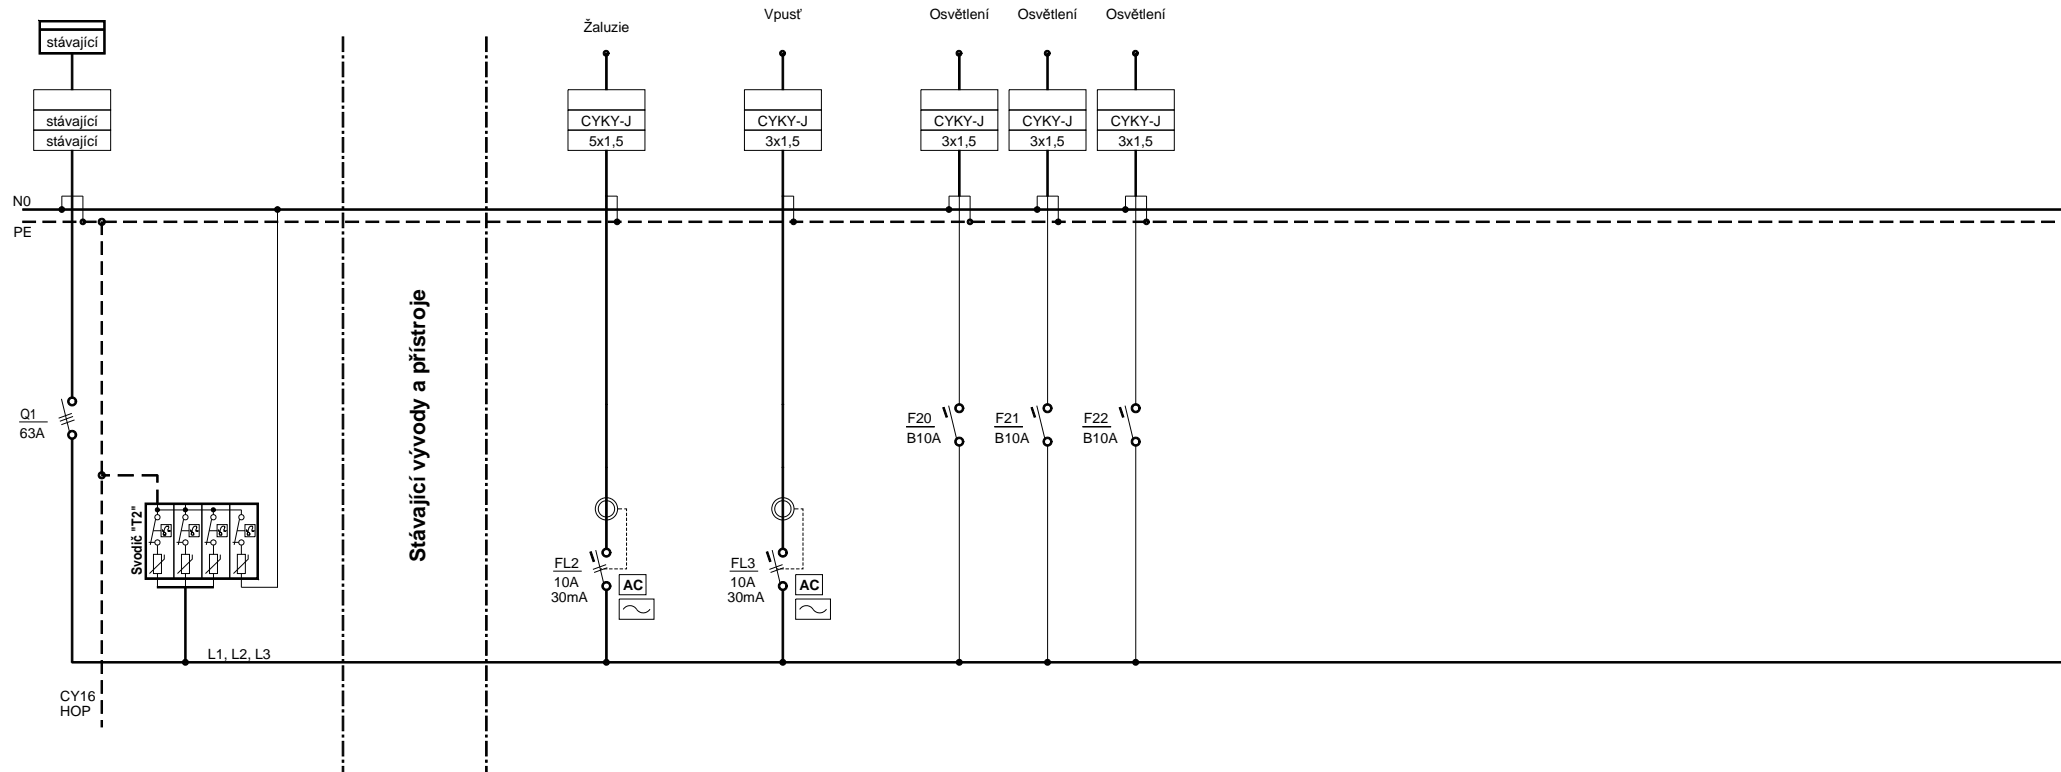 stávající
stávající
stávající
Žaluzie
CYKY-J
5x1,5
Vpusť
CYKY-J
3x1,5
Osvětlení
CYKY-J
3x1,5
Osvětlení
CYKY-J
3x1,5
Osvětlení
CYKY-J
3x1,5
N0
PE
Q1
63A
Svodič "T2"
Stávající vývody a přístroje
FL2
10A
30mA
AC
FL3
10A
30mA
AC
F20
B10A
F21
B10A
F22
B10A
L1, L2, L3
CY16
HOP